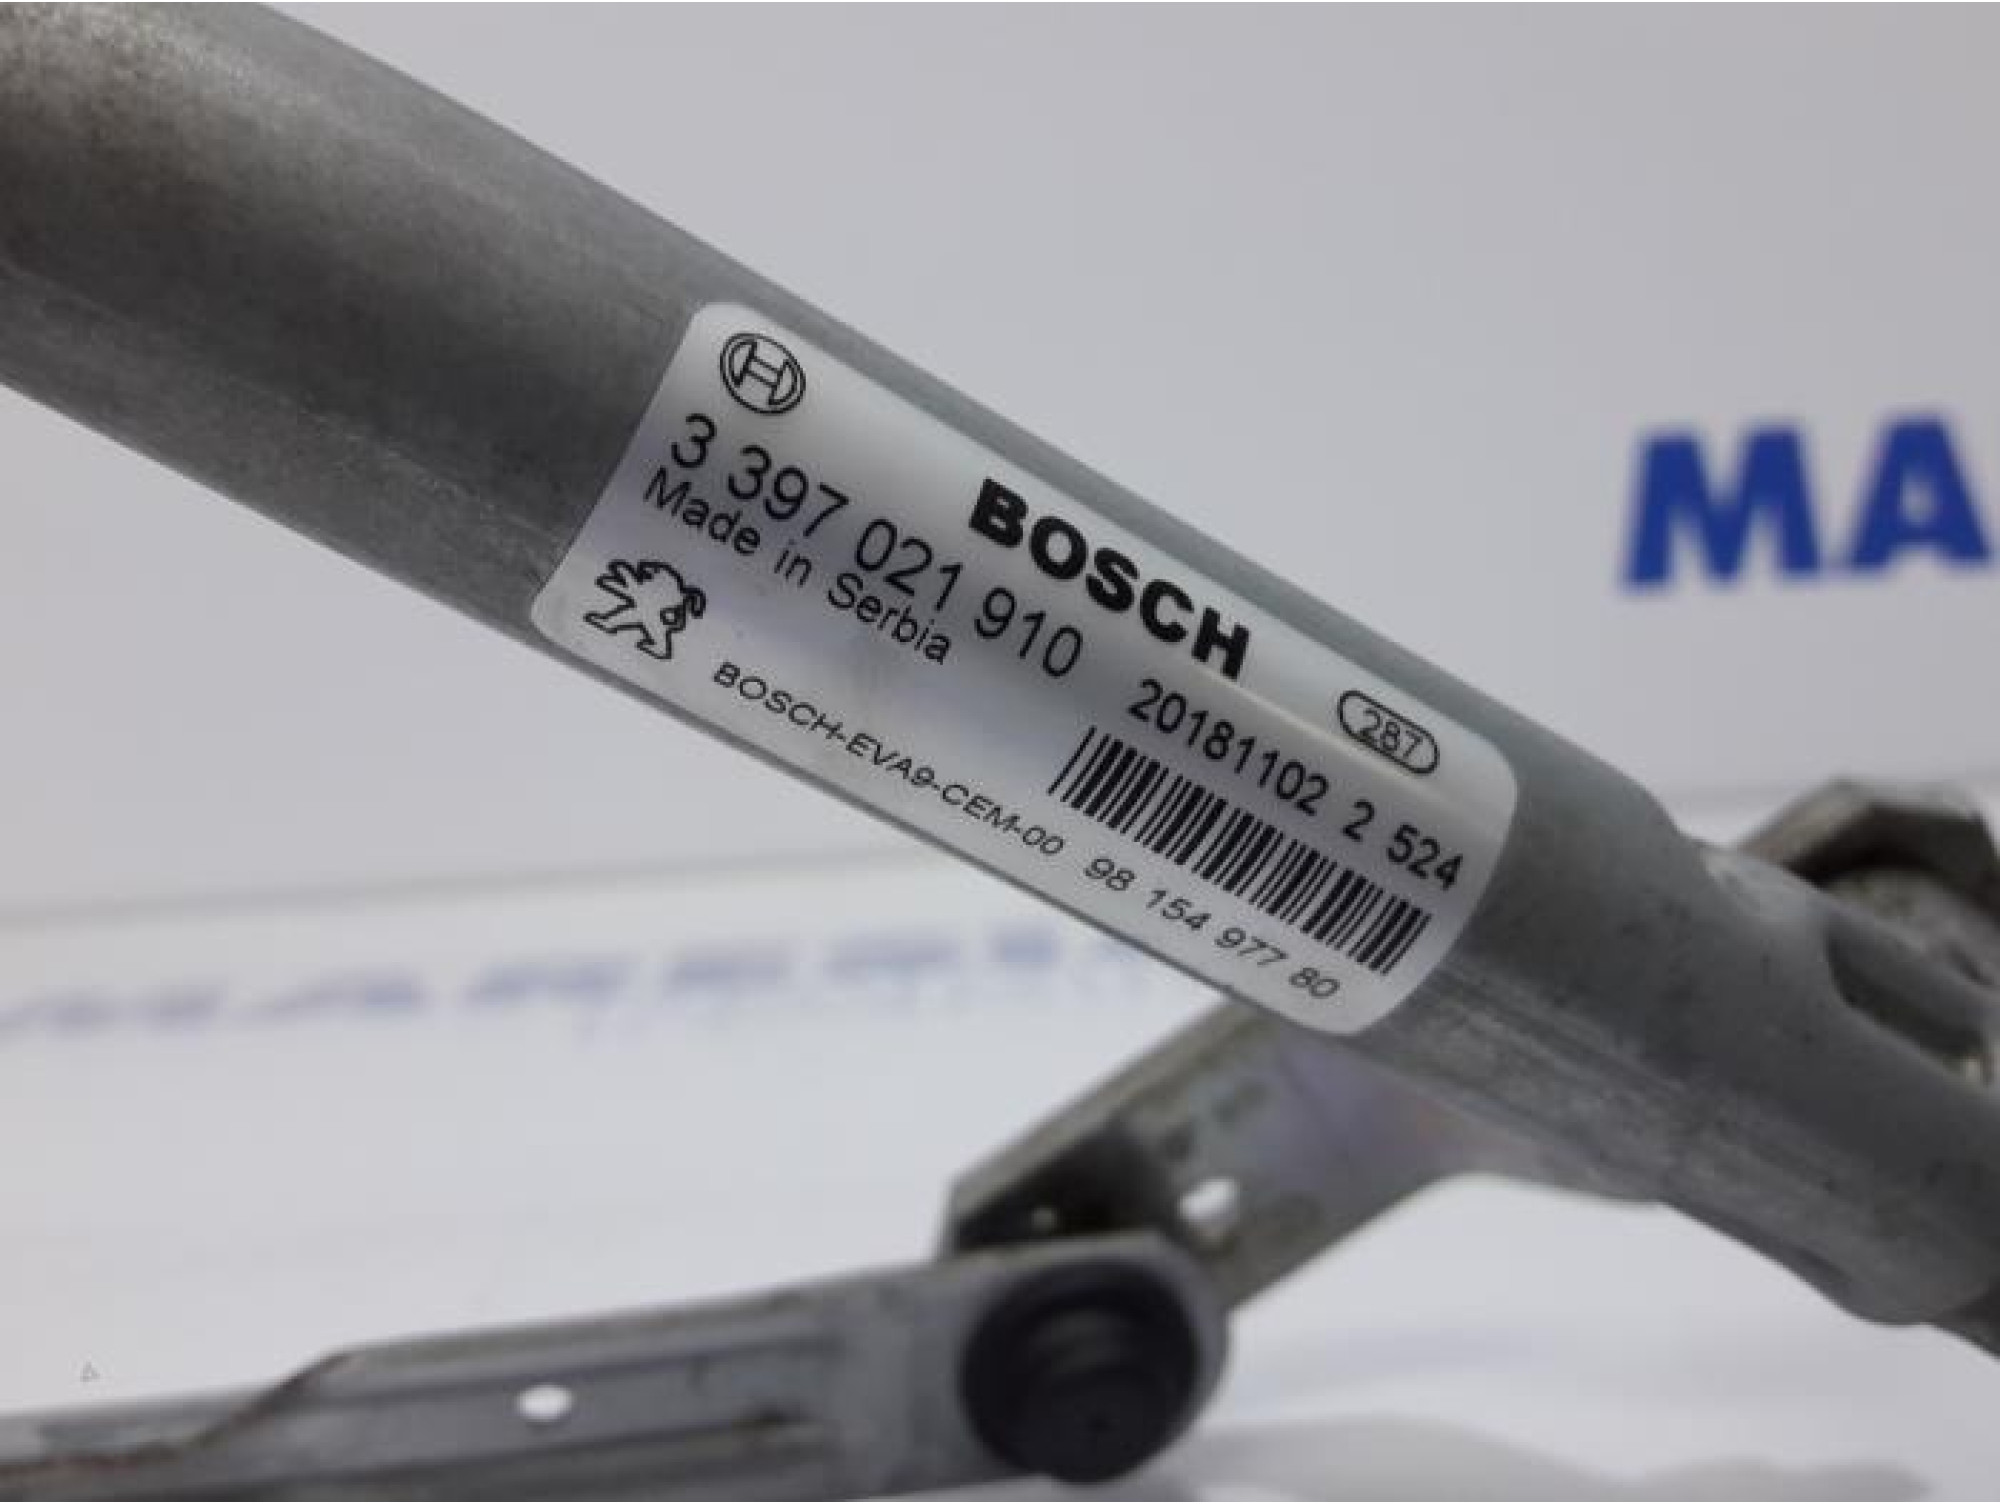 BOSCH
3 397 021 910
Made in Serbia
287
20181102 2 524
BOSCH-EVA9-CEM-00 98 154 977 80
MA